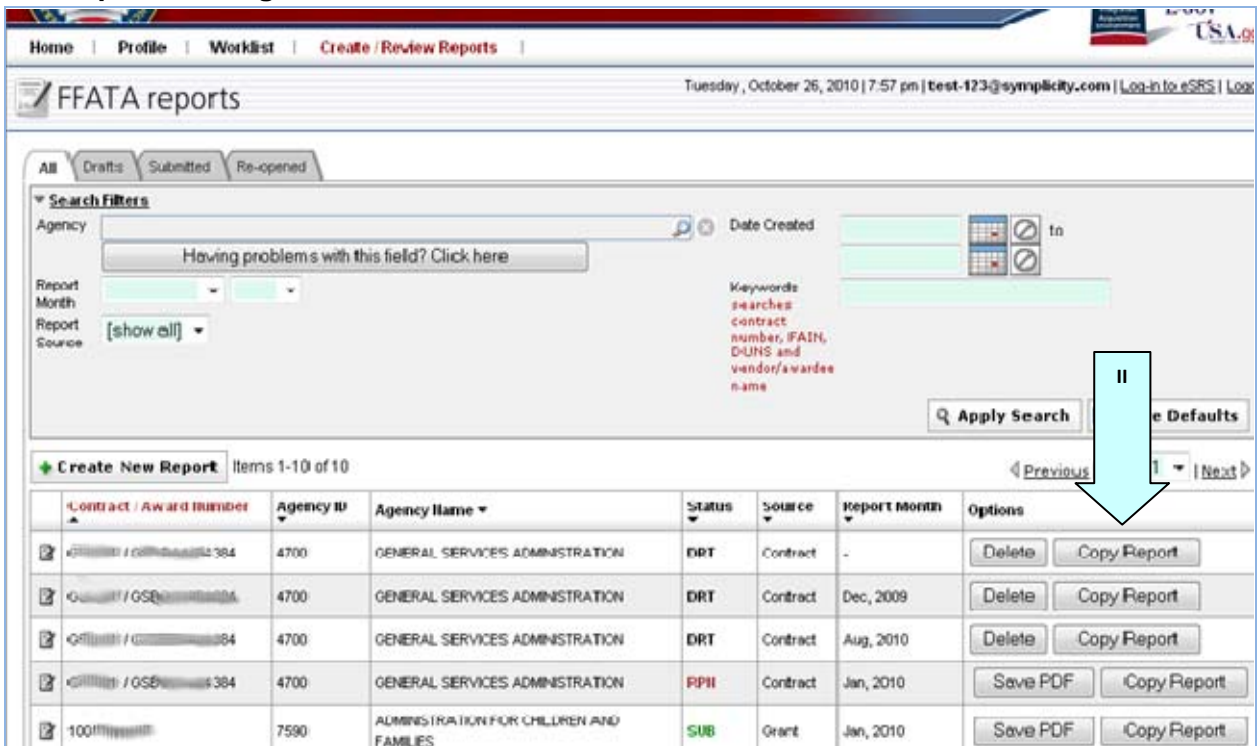 USA.g
Home | Profile | Worklist | Create / Review Reports |
FFATA reports
Tuesday, October 26, 2010 | 7:57 pm | test-123@symplicity.com | Log-in to eSRS | Log
All Drafts Submitted Re-opened
Search Filters
Agency
Having problems with this field? Click here
Date Created
to
Report Month
Report Source
[show all]
Keywords
searches
contract
number, FAIN,
DUNS and
vendor/awardee
name
II
Apply Search
e Defaults
Create New Report Items 1-10 of 10
Previous 1 | Next
Contract / Award Number Agency ID Agency Name Status Source Report Month Options
384 4700 GENERAL SERVICES ADMINISTRATION DRT Contract - Delete Copy Report
/ GSB 4700 GENERAL SERVICES ADMINISTRATION DRT Contract Dec, 2009 Delete Copy Report
384 4700 GENERAL SERVICES ADMINISTRATION DRT Contract Aug, 2010 Delete Copy Report
/ GSB 384 4700 GENERAL SERVICES ADMINISTRATION RPN Contract Jan, 2010 Save PDF Copy Report
100 7590 ADMINISTRATION FOR CHILDREN AND FAMILIES SUB Grant Jan, 2010 Save PDF Copy Report